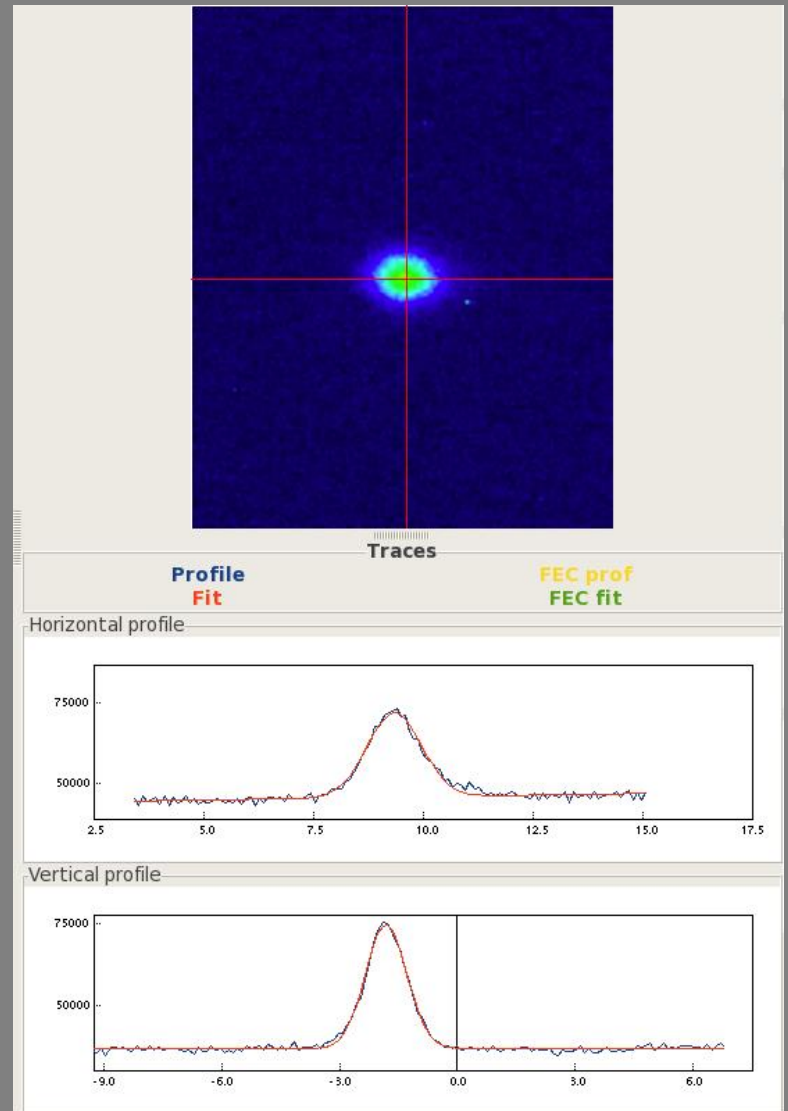 Traces
Profile FEC prof
Fit FEC fit
Horizontal profile
75000
50000
2.5 5.0 7.5 10.0 12.5 15.0 17.5
Vertical profile
75000
50000
-9.0 -6.0 -3.0 0.0 3.0 6.0